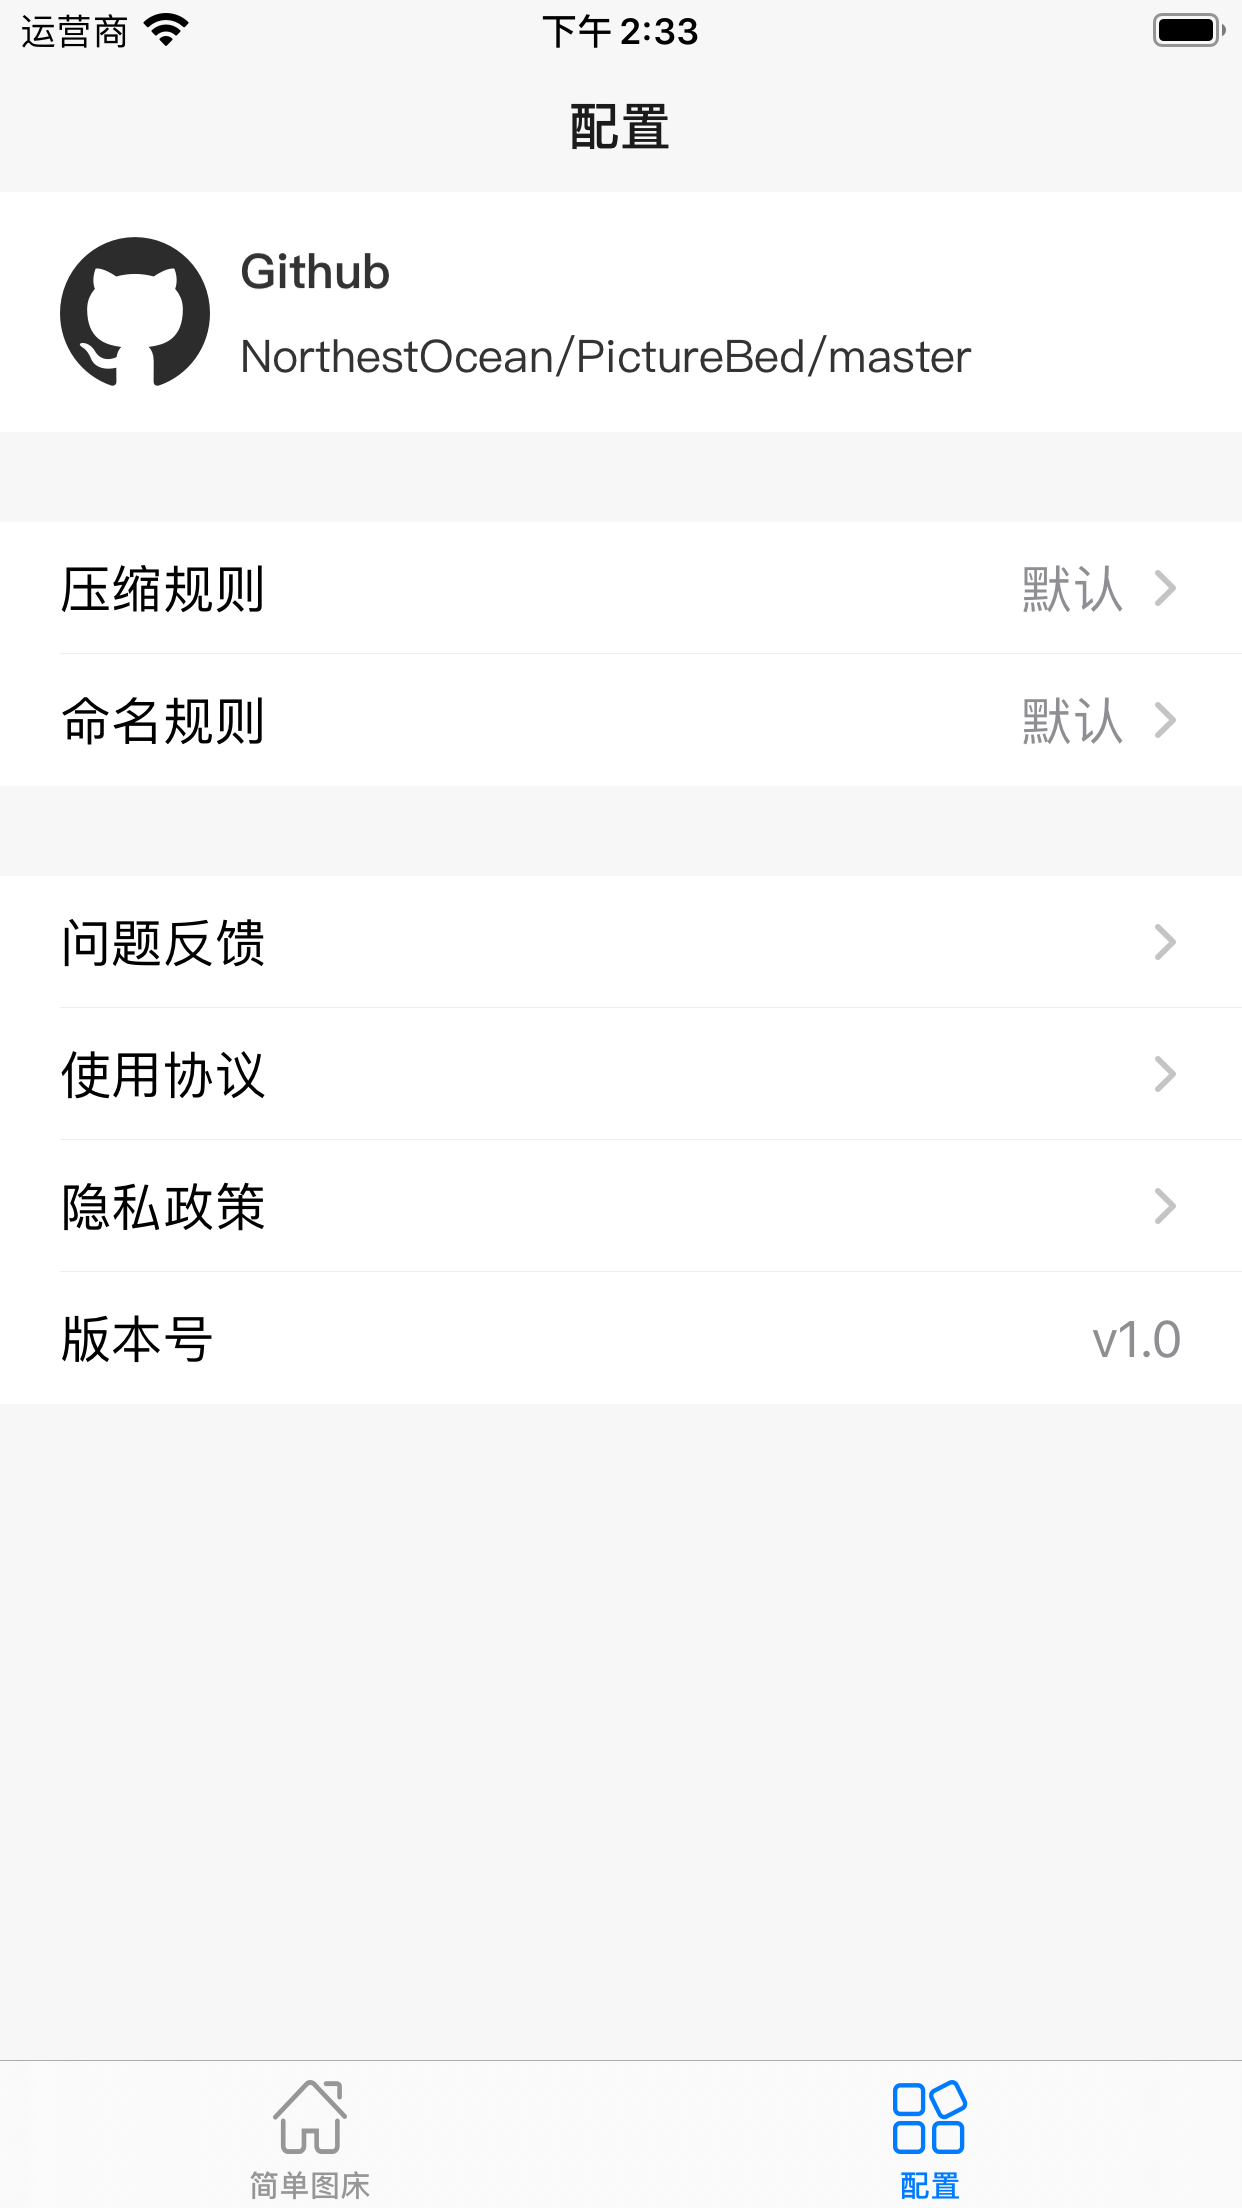 运营商 下午 2:33
配置
Github
NorthestOcean/PictureBed/master
压缩规则 默认
命名规则 默认
问题反馈
使用协议
隐私政策
版本号 v1.0
简单图床 配置